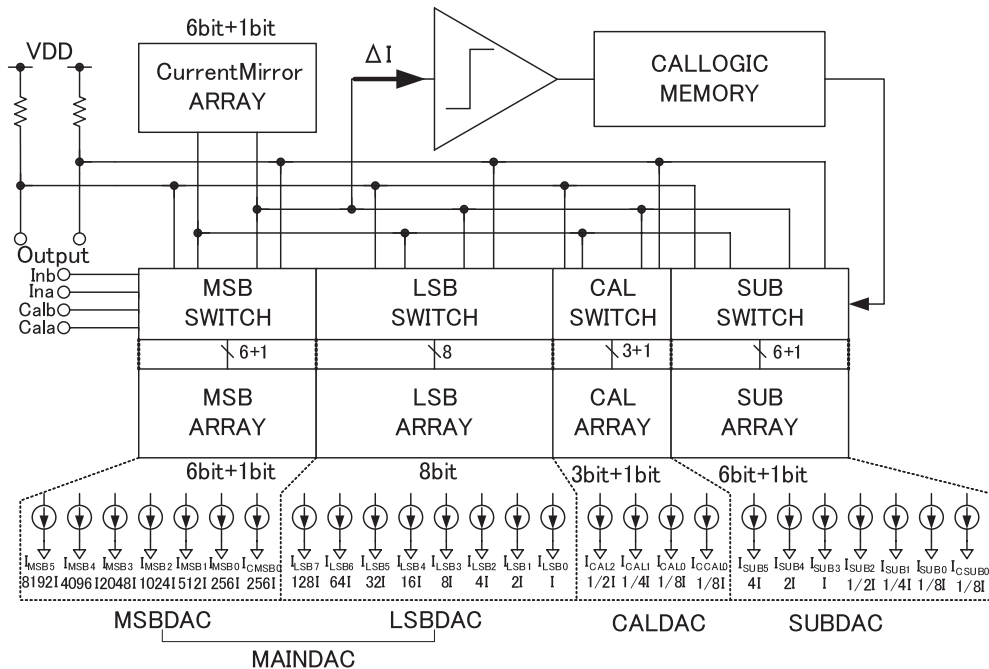 6bit+1bit
VDD
CurrentMirror
ARRAY
ΔI
CALLOGIC
MEMORY
Output
Inb
Ina
Calb
Cala
MSB
SWITCH
LSB
SWITCH
CAL
SWITCH
SUB
SWITCH
6+1
8
3+1
6+1
MSB
ARRAY
LSB
ARRAY
CAL
ARRAY
SUB
ARRAY
6bit+1bit
8bit
3bit+1bit
6bit+1bit
IMSB5 IMSB4 IMSB3 IMSB2 IMSB1 IMSB0 ICMSB0
8192I 4096I 2048I 1024I 512I 256I 256I
ILSB7 ILSB6 ILSB5 ILSB4 ILSB3 ILSB2 ILSB1 ILSB0
128I 64I 32I 16I 8I 4I 2I I
ICAL2 ICAL1 ICAL0 ICCAL0
1/2I 1/4I 1/8I 1/8I
ISUB5 ISUB4 ISUB3 ISUB2 ISUB1 ISUB0 ICSUB0
4I 2I I 1/2I 1/4I 1/8I 1/8I
MSBDAC
LSBDAC
CALDAC
SUBDAC
MAINDAC